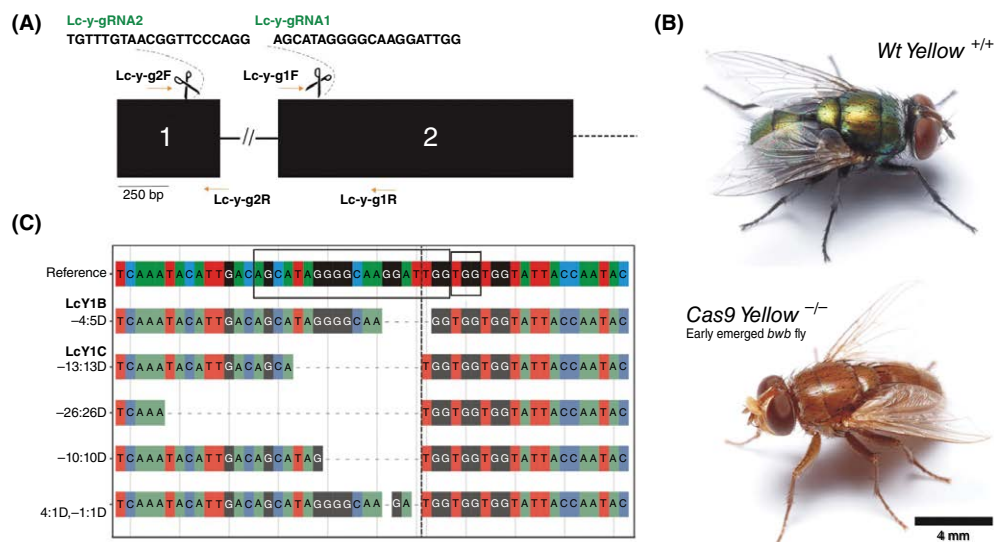 (A)
Lc-y-gRNA2 Lc-y-gRNA1
TGTTTGTAACGGTTCCCAGG AGCATAGGGGCAAGGATTGG
Lc-y-g2F Lc-y-g1F
1 // 2
250 bp
Lc-y-g2R Lc-y-g1R
(B)
Wt Yellow +/+
Cas9 Yellow −/−
Early emerged bwb fly
4 mm
(C)
Reference TCAAATACATTGACAGCATAGGGGCAAGGATTGGTGGTGGTATTACCAATAC
LcY1B
−4:5D TCAAATACATTGACAGCATAGGGGCAA-----GGTGGTGGTATTACCAATAC
LcY1C
−13:13D TCAAATACATTGACAGCA-------------TGGTGGTGGTATTACCAATAC
−26:26D TCAAA--------------------------TGGTGGTGGTATTACCAATAC
−10:10D TCAAATACATTGACAGCATAG----------TGGTGGTGGTATTACCAATAC
4:1D,−1:1D TCAAATACATTGACAGCATAGGGGCAA-GA-TGGTGGTGGTATTACCAATAC